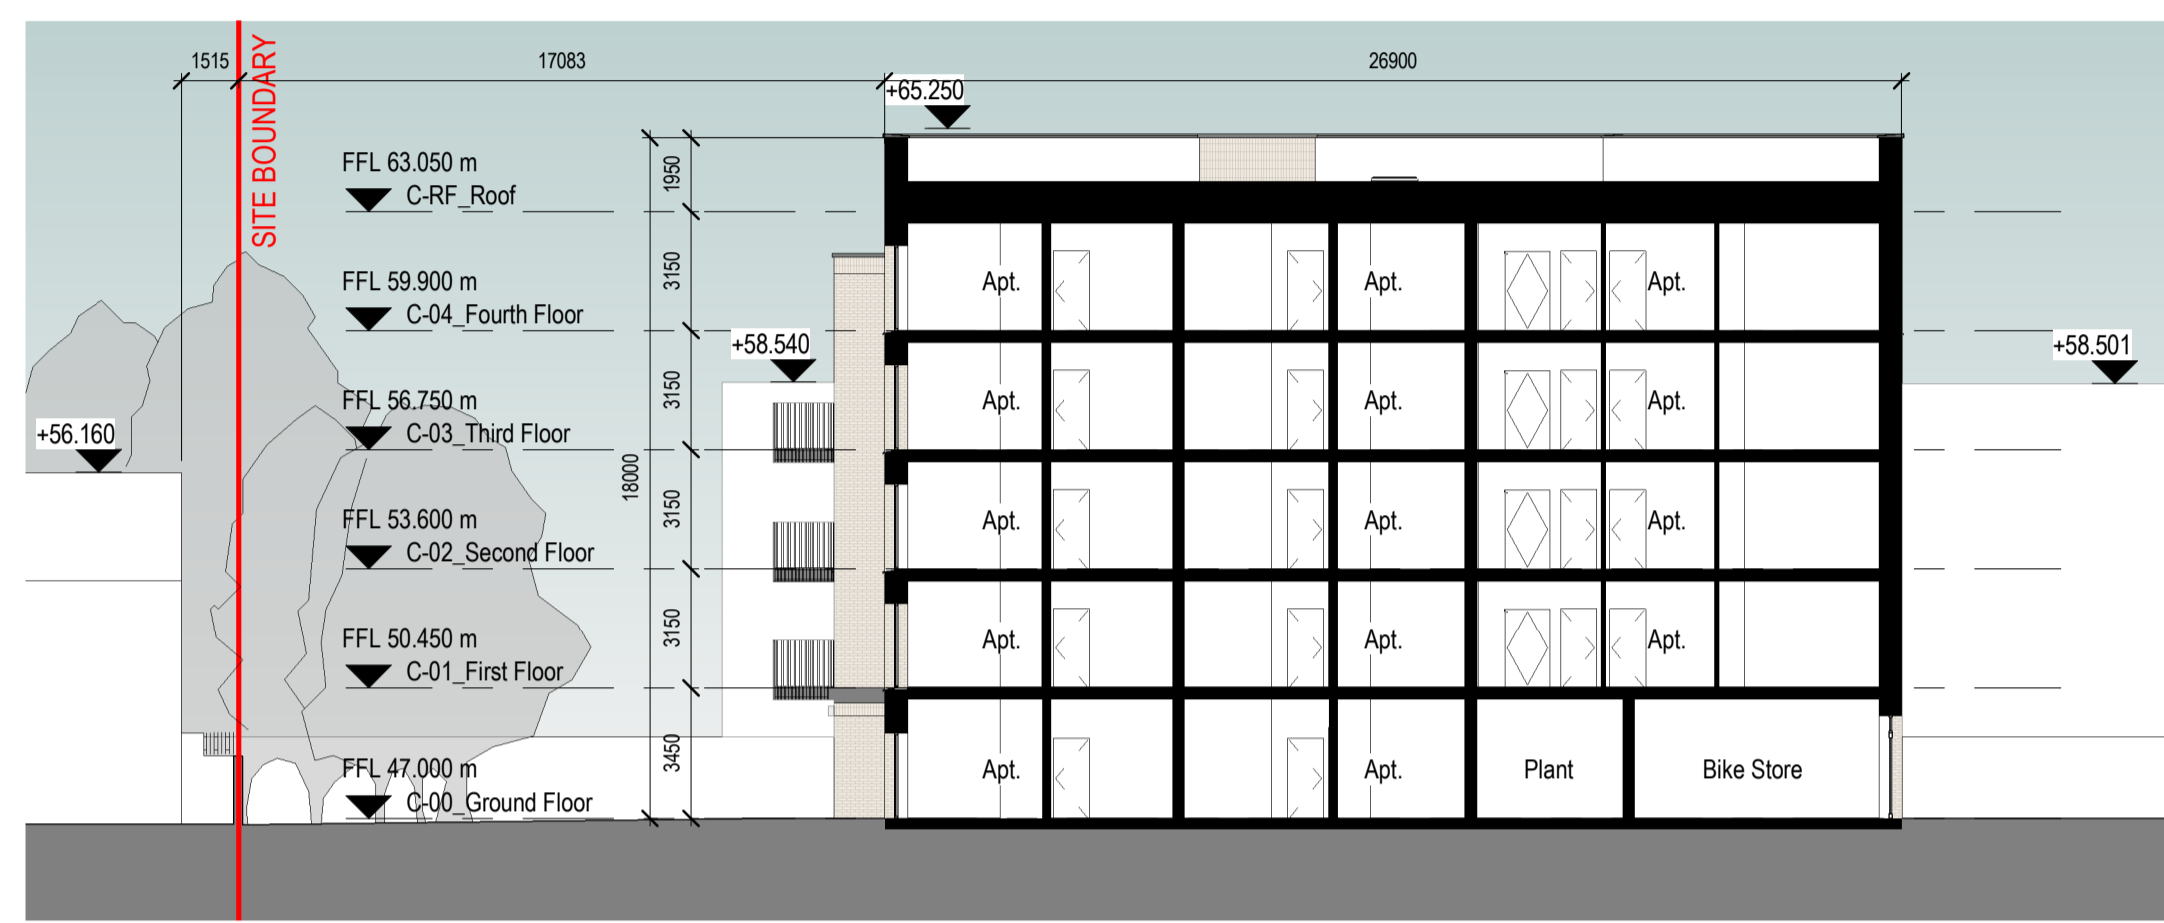 1515
17083
26900
SITE BOUNDARY
+65.250
FFL 63.050 m
C-RF_Roof
1950
FFL 59.900 m
C-04_Fourth Floor
3150
Apt.
Apt.
Apt.
+58.540
+58.501
FFL 56.750 m
C-03_Third Floor
3150
Apt.
Apt.
Apt.
+56.160
18000
FFL 53.600 m
C-02_Second Floor
3150
Apt.
Apt.
Apt.
FFL 50.450 m
C-01_First Floor
3150
Apt.
Apt.
Apt.
FFL 47.000 m
C-00_Ground Floor
3450
Apt.
Apt.
Plant
Bike Store